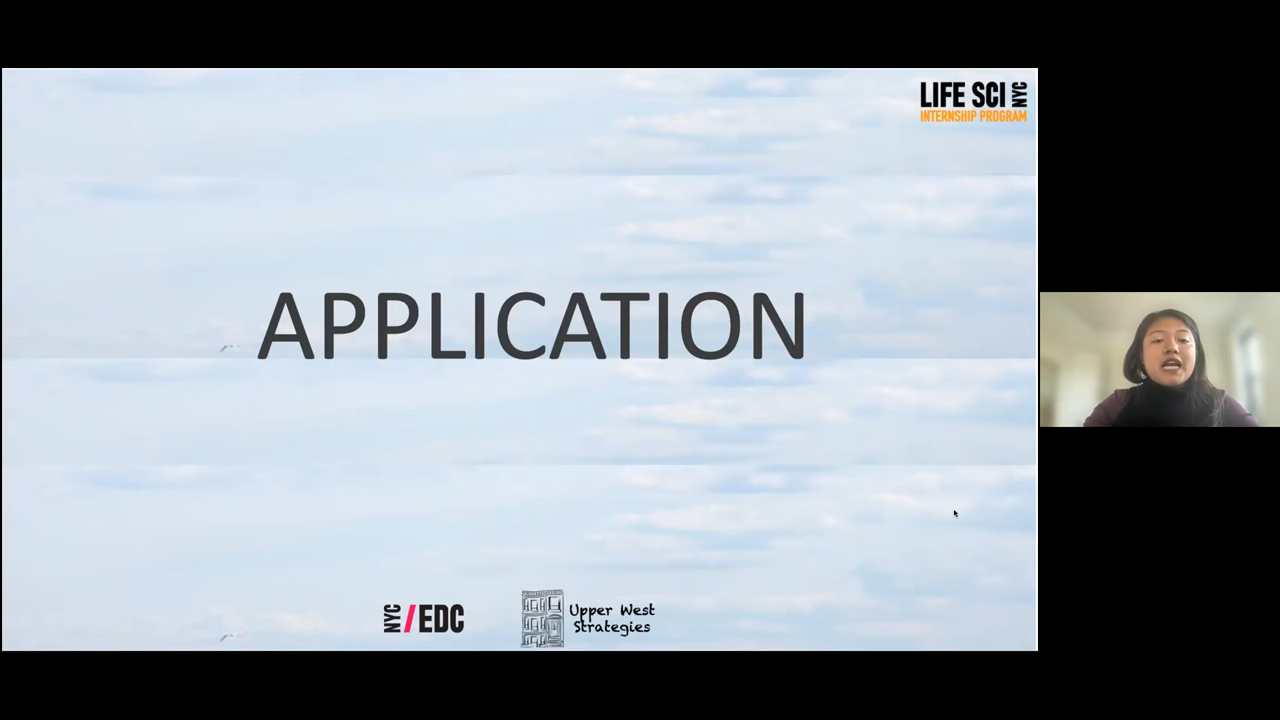 LIFE SCI NYC
INTERNSHIP PROGRAM
APPLICATION
NYC / EDC
Upper West
Strategies